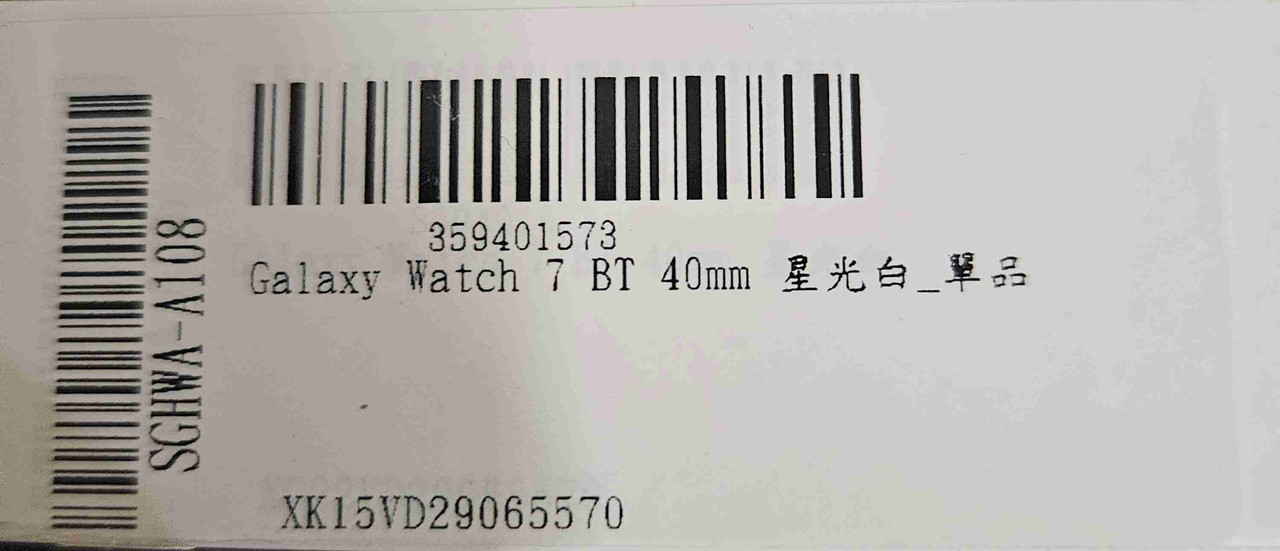 359401573
Galaxy Watch 7 BT 40mm 星光白_單品
SGHWA-A108
XK15VD29065570